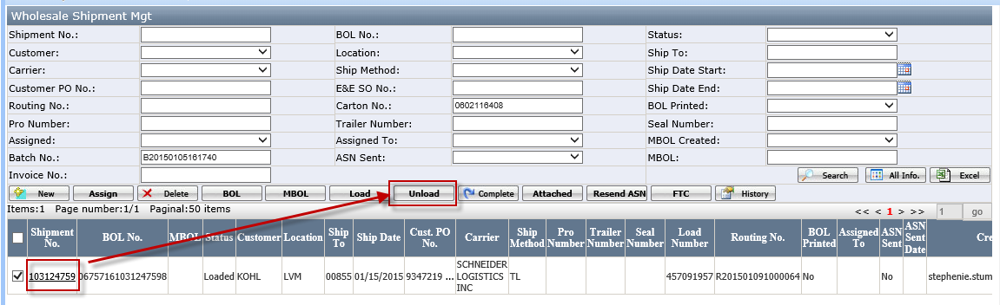 Wholesale Shipment Mgt
Shipment No.: BOL No.: Status:
Customer: Location: Ship To:
Carrier: Ship Method: Ship Date Start:
Customer PO No.: E&E SO No.: Ship Date End:
Routing No.: Carton No.: 0602116408 BOL Printed:
Pro Number: Trailer Number: Seal Number:
Assigned: Assigned To: MBOL Created:
Batch No.: B20150105161740 ASN Sent: MBOL:
Invoice No.: Search All Info. Excel
New Assign Delete BOL MBOL Load Unload Complete Attached Resend ASN FTC History
Items:1 Page number:1/1 Paginal:50 items << < 1 > >> 1 go
Shipment No. BOL No. MBOL Status Customer Location Ship To Ship Date Cust. PO No. Carrier Ship Method Pro Number Trailer Number Seal Number Load Number Routing No. BOL Printed Assigned To ASN Sent ASN Sent Date Cre
103124759 06757161031247598 Loaded KOHL LVM 00855 01/15/2015 9347219 ... SCHNEIDER LOGISTICS INC TL 457091957 R201501091000064 No No stephenie.stum